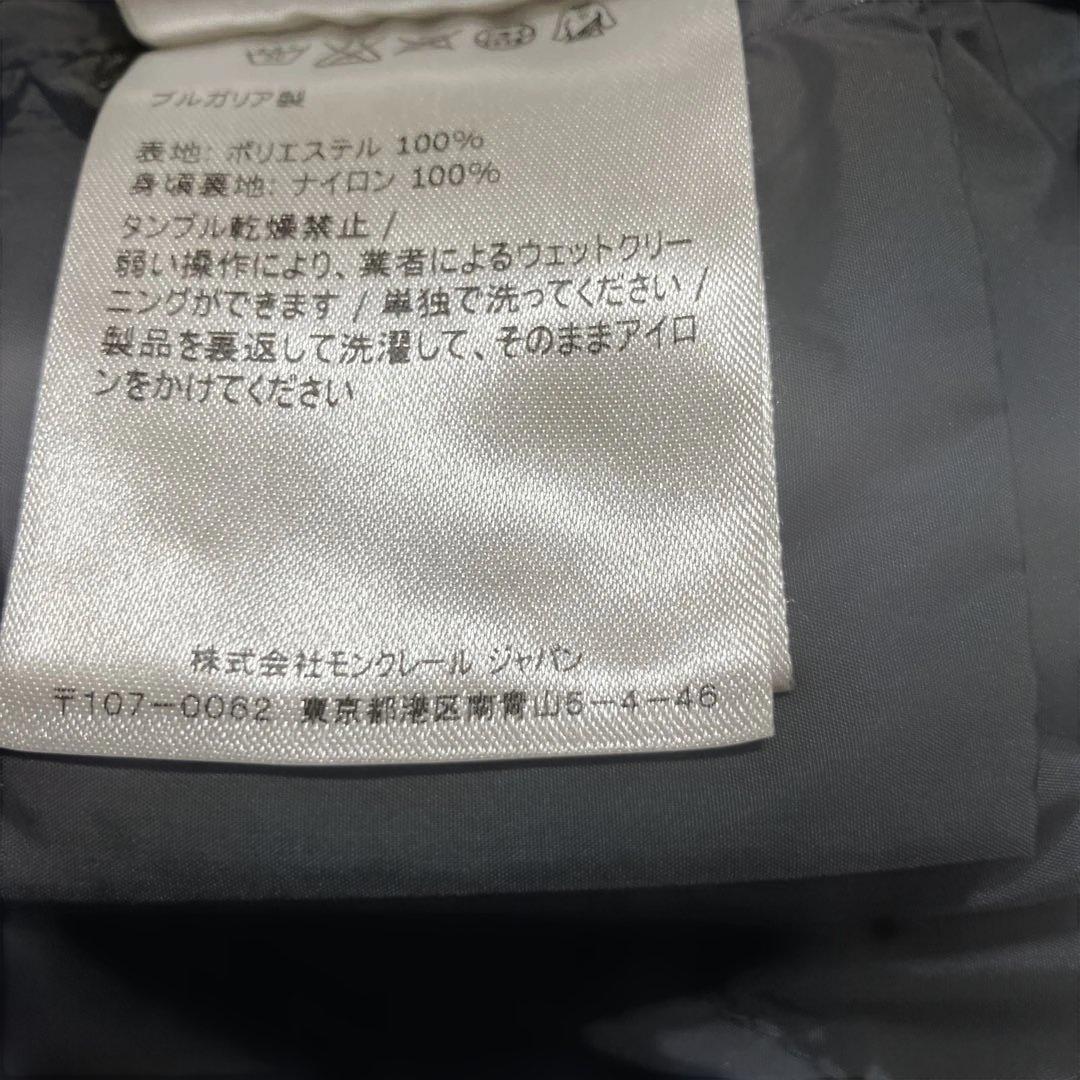 ブルガリア製
表地: ポリエステル 100%
身頃裏地: ナイロン 100%
タンブル乾燥禁止 /
弱い操作により、業者によるウェットクリー
ニングができます / 単独で洗ってください /
製品を裏返して洗濯して、そのままアイロ
ンをかけてください
株式会社モンクレール ジャパン
〒107-0062 東京都港区南青山5-4-46